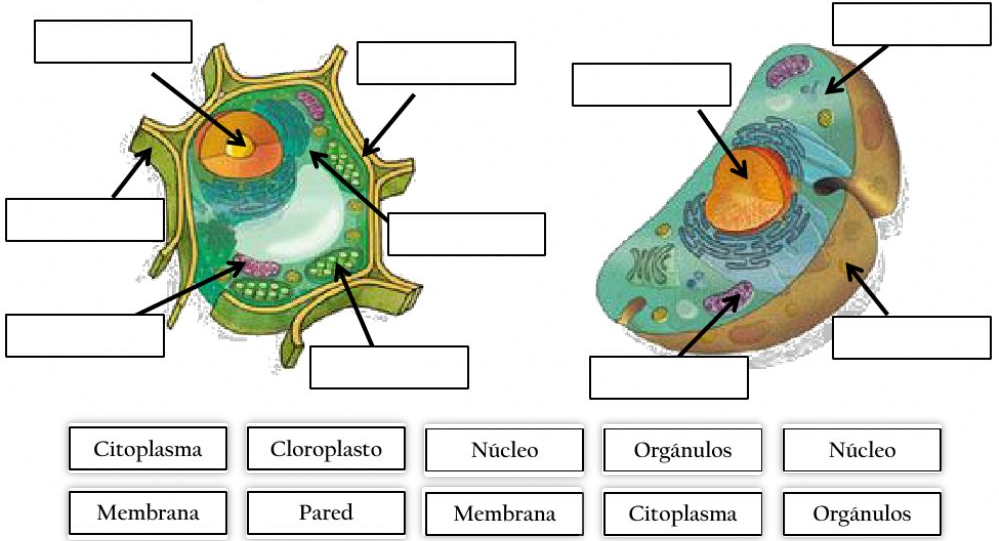 Citoplasma
Cloroplasto
Núcleo
Orgánulos
Núcleo
Membrana
Pared
Membrana
Citoplasma
Orgánulos